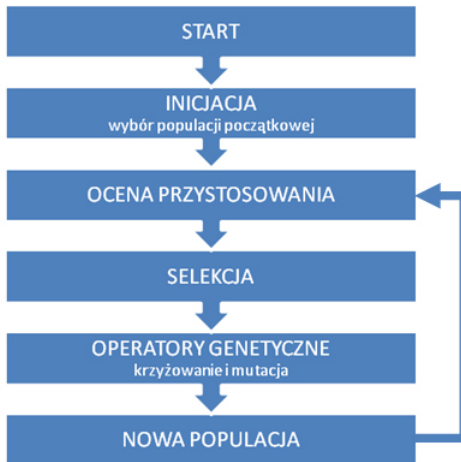 START
INICJACJA
wybór populacji początkowej
OCENA PRZYSTOSOWANIA
SELEKCJA
OPERATORY GENETYCZNE
krzyżowanie i mutacja
NOWA POPULACJA